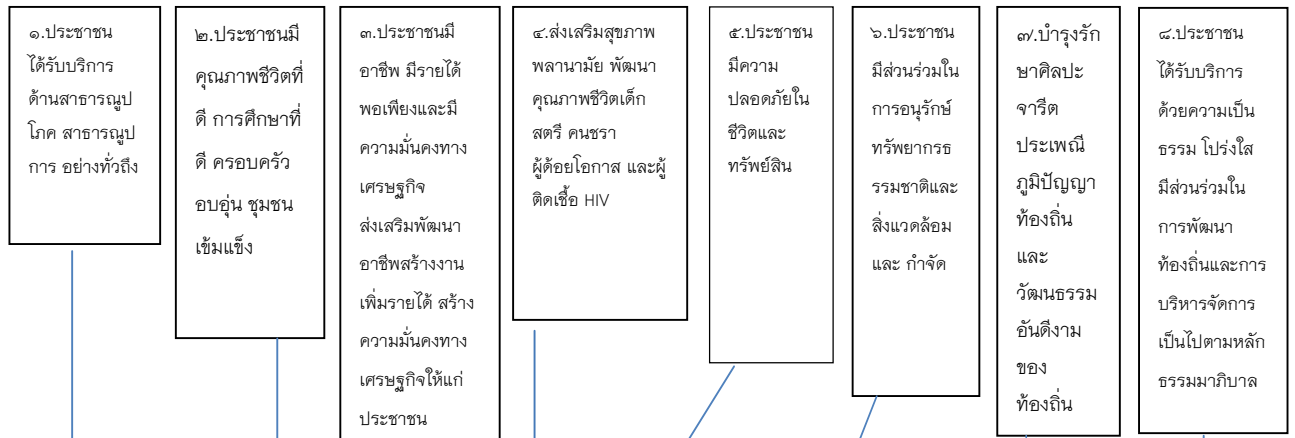 ๑.ประชาชน
ได้รับบริการ
ด้านสาธารณูป
โภค สาธารณูป
การ อย่างทั่วถึง
๒.ประชาชนมี
คุณภาพชีวิตที่
ดี การศึกษาที่
ดี ครอบครัว
อบอุ่น ชุมชน
เข้มแข็ง
๓.ประชาชนมี
อาชีพ มีรายได้
พอเพียงและมี
ความมั่นคงทาง
เศรษฐกิจ
ส่งเสริมพัฒนา
อาชีพสร้างงาน
เพิ่มรายได้ สร้าง
ความมั่นคงทาง
เศรษฐกิจให้แก่
ประชาชน
๔.ส่งเสริมสุขภาพ
พลานามัย พัฒนา
คุณภาพชีวิตเด็ก
สตรี คนชรา
ผู้ด้อยโอกาส และผู้
ติดเชื้อ HIV
๕.ประชาชน
มีความ
ปลอดภัยใน
ชีวิตและ
ทรัพย์สิน
๖.ประชาชน
มีส่วนร่วมใน
การอนุรักษ์
ทรัพยากรธ
รรมชาติและ
สิ่งแวดล้อม
และ กำจัด
๗.บำรุงรัก
ษาศิลปะ
จารีต
ประเพณี
ภูมิปัญญา
ท้องถิ่น
และ
วัฒนธรรม
อันดีงาม
ของ
ท้องถิ่น
๘.ประชาชน
ได้รับบริการ
ด้วยความเป็น
ธรรม โปร่งใส
มีส่วนร่วมใน
การพัฒนา
ท้องถิ่นและการ
บริหารจัดการ
เป็นไปตามหลัก
ธรรมมาภิบาล